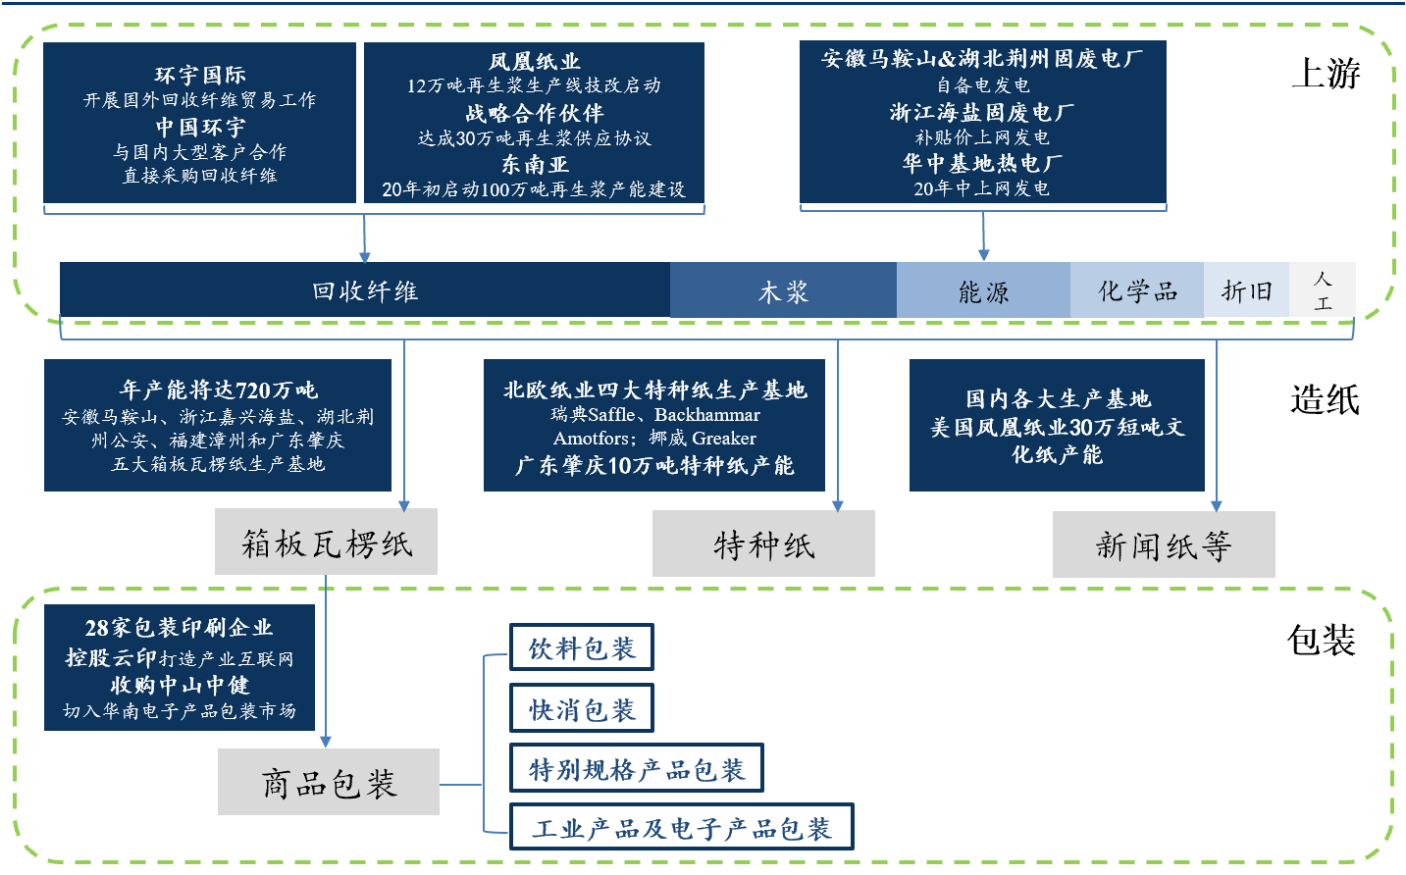 环宇国际
开展国外回收纤维贸易工作
中国环宇
与国内大型客户合作
直接采购回收纤维
凤凰纸业
12万吨再生浆生产线技改启动
战略合作伙伴
达成30万吨再生浆供应协议
东南亚
20年初启动100万吨再生浆产能建设
安徽马鞍山&湖北荆州固废电厂
自备电发电
浙江海盐固废电厂
补贴价上网发电
华中基地热电厂
20年中上网发电
上游
回收纤维
木浆
能源
化学品
折旧
人
工
年产能将达720万吨
安徽马鞍山、浙江嘉兴海盐、湖北荆
州公安、福建漳州和广东肇庆
五大箱板瓦楞纸生产基地
北欧纸业四大特种纸生产基地
瑞典Saffle、Backhammar
Amotfors；挪威 Greaker
广东肇庆10万吨特种纸产能
国内各大生产基地
美国凤凰纸业30万短吨文
化纸产能
造纸
箱板瓦楞纸
特种纸
新闻纸等
28家包装印刷企业
控股云印打造产业互联网
收购中山中健
切入华南电子产品包装市场
包装
商品包装
饮料包装
快消包装
特别规格产品包装
工业产品及电子产品包装